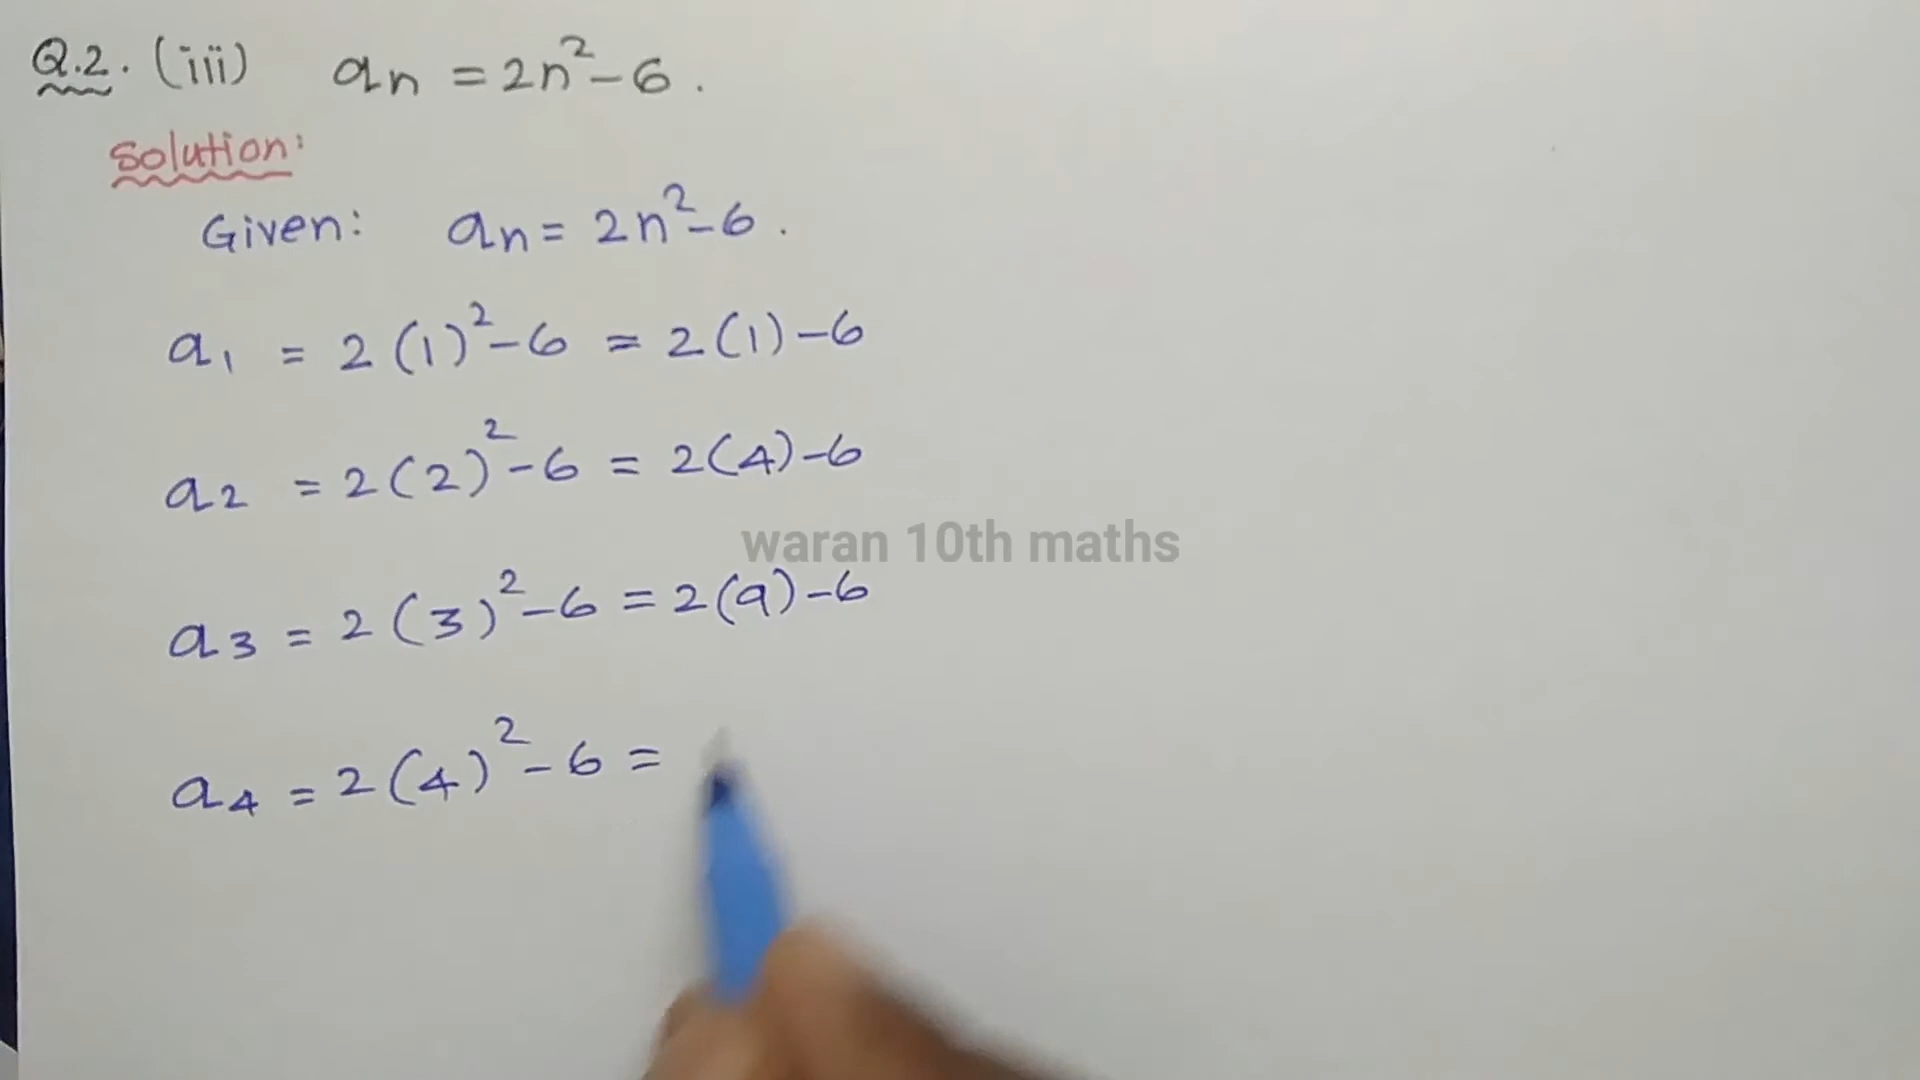 Q.2. (iii) an = 2n²-6.
Solution:
Given: an = 2n²-6.
a1 = 2(1)²-6 = 2(1)-6
a2 = 2(2)²-6 = 2(4)-6
waran 10th maths
a3 = 2(3)²-6 = 2(9)-6
a4 = 2(4)²-6 =